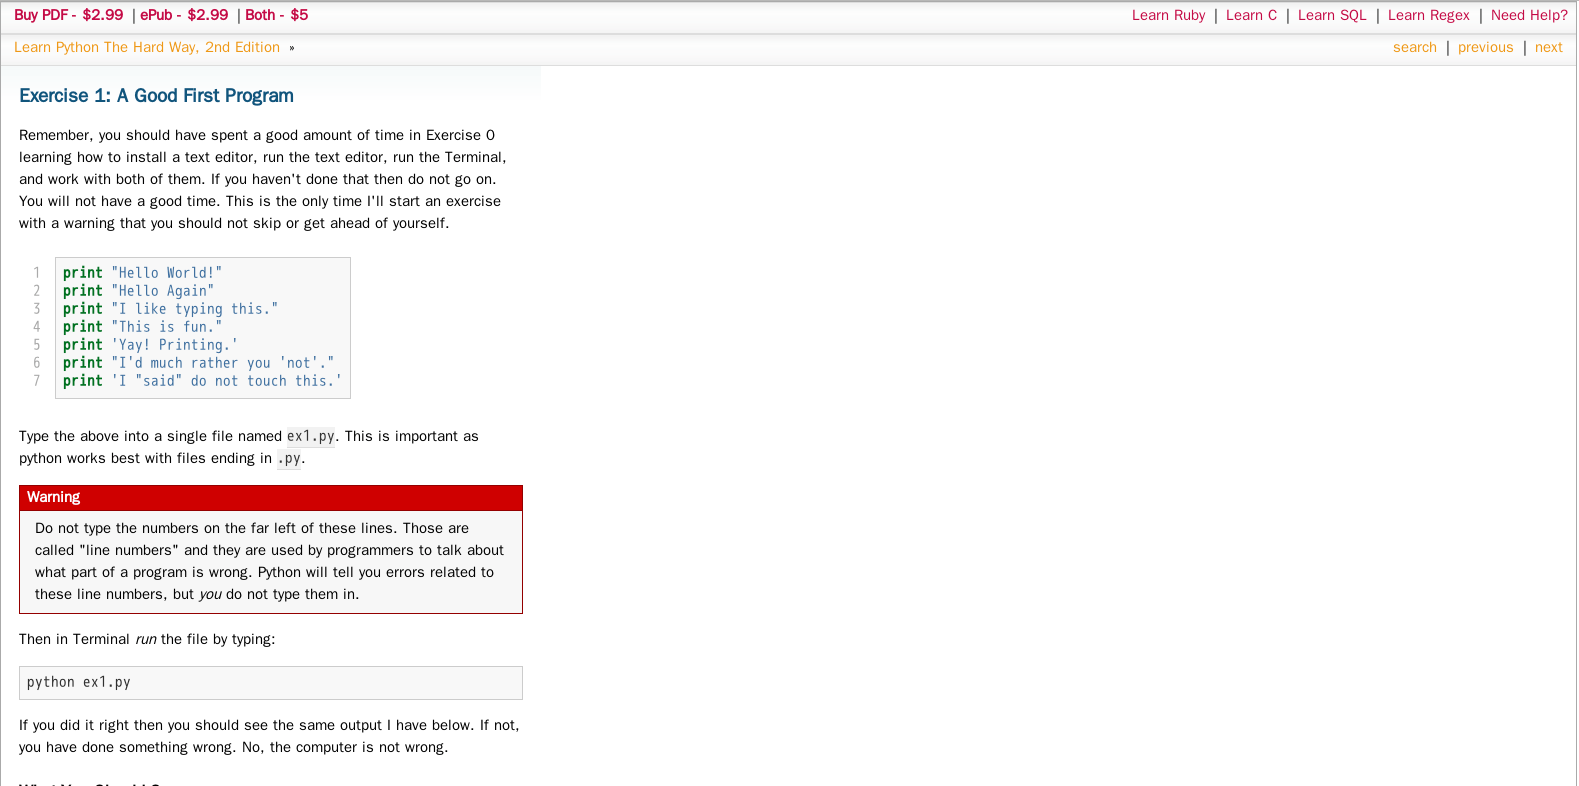 Buy PDF - $2.99 | ePub - $2.99 | Both - $5
Learn Ruby | Learn C | Learn SQL | Learn Regex | Need Help?
Learn Python The Hard Way, 2nd Edition »
search | previous | next
Exercise 1: A Good First Program
Remember, you should have spent a good amount of time in Exercise 0
learning how to install a text editor, run the text editor, run the Terminal,
and work with both of them. If you haven't done that then do not go on.
You will not have a good time. This is the only time I'll start an exercise
with a warning that you should not skip or get ahead of yourself.
1 print "Hello World!"
2 print "Hello Again"
3 print "I like typing this."
4 print "This is fun."
5 print 'Yay! Printing.'
6 print "I'd much rather you 'not'."
7 print 'I "said" do not touch this.'
Type the above into a single file named ex1.py. This is important as
python works best with files ending in .py.
Warning
Do not type the numbers on the far left of these lines. Those are
called "line numbers" and they are used by programmers to talk about
what part of a program is wrong. Python will tell you errors related to
these line numbers, but you do not type them in.
Then in Terminal run the file by typing:
python ex1.py
If you did it right then you should see the same output I have below. If not,
you have done something wrong. No, the computer is not wrong.